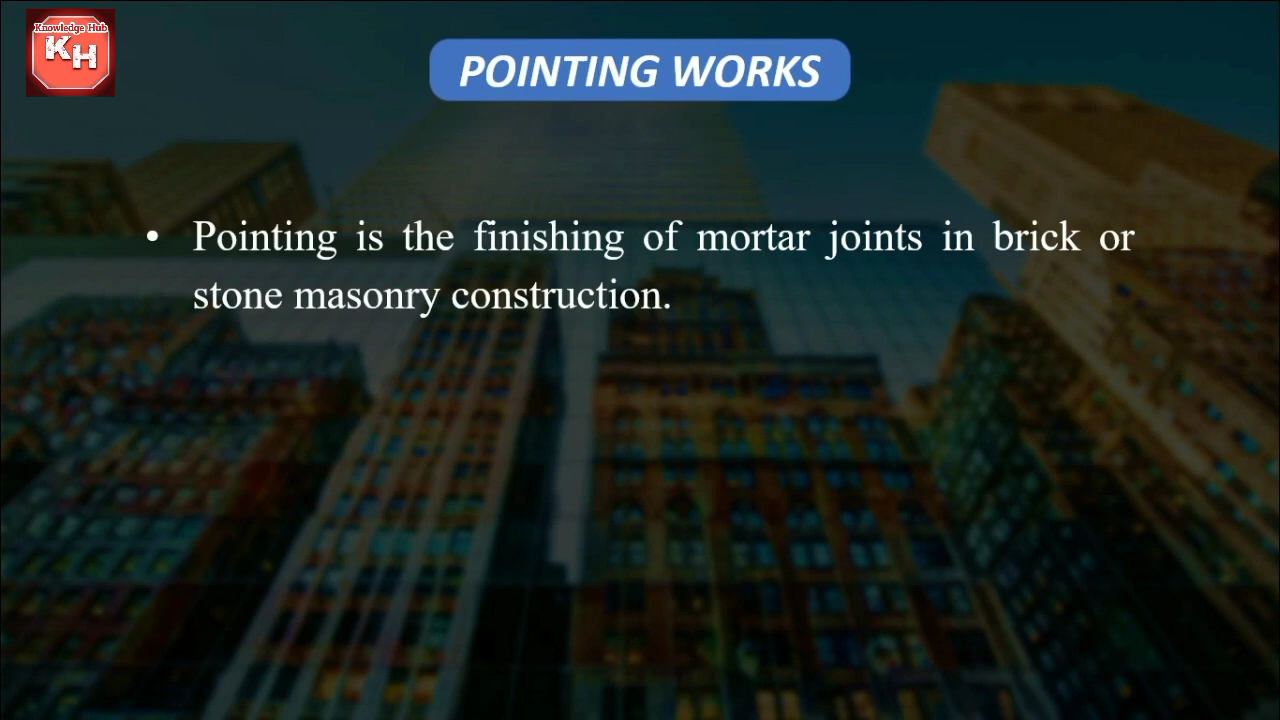 Knowledge Hub
KH
POINTING WORKS
• Pointing is the finishing of mortar joints in brick or
stone masonry construction.